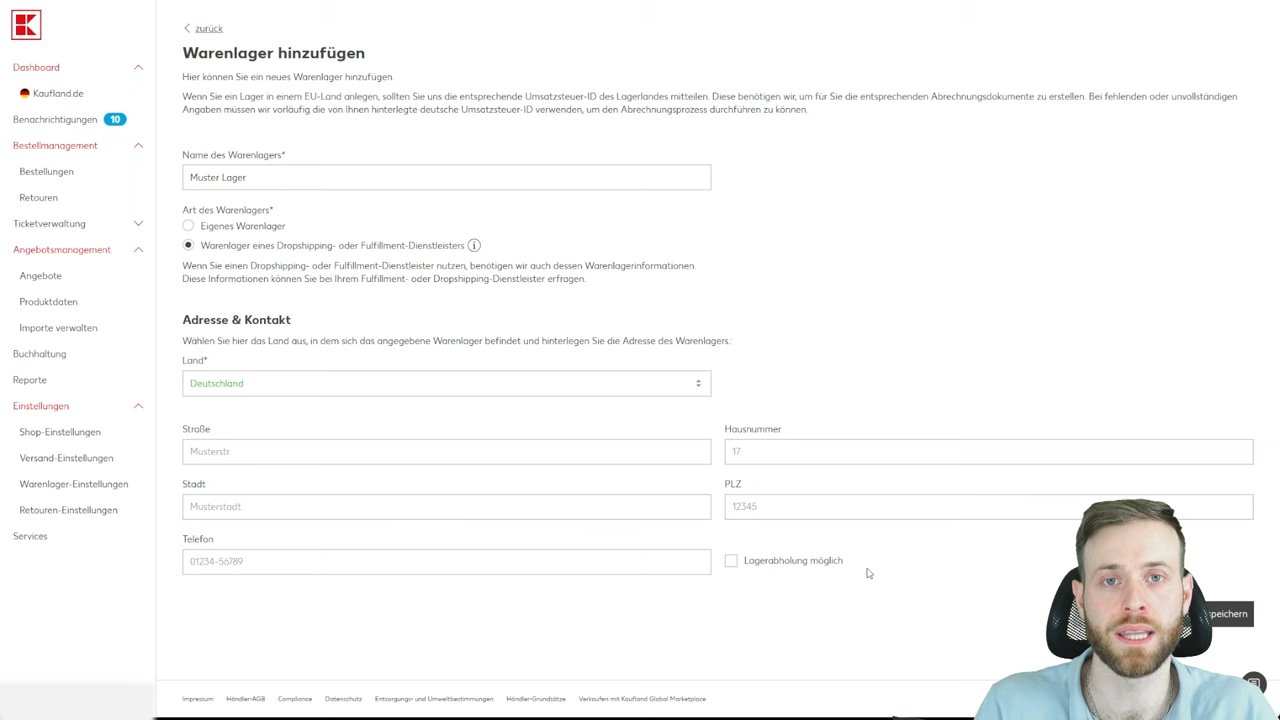 zurück
Warenlager hinzufügen
Hier können Sie ein neues Warenlager hinzufügen.
Wenn Sie ein Lager in einem EU-Land anlegen, sollten Sie uns die entsprechende Umsatzsteuer-ID des Lagerlandes mitteilen. Diese benötigen wir, um für Sie die entsprechenden Abrechnungsdokumente zu erstellen. Bei fehlenden oder unvollständigen
Angaben müssen wir vorläufig die von Ihnen hinterlegte deutsche Umsatzsteuer-ID verwenden, um den Abrechnungsprozess durchführen zu können.
Dashboard
Kaufland.de
Benachrichtigungen 10
Bestellmanagement
Bestellungen
Retouren
Ticketverwaltung
Angebotsmanagement
Angebote
Produktdaten
Importe verwalten
Buchhaltung
Reporte
Einstellungen
Shop-Einstellungen
Versand-Einstellungen
Warenlager-Einstellungen
Retouren-Einstellungen
Services
Name des Warenlagers*
Muster Lager
Art des Warenlagers*
Eigenes Warenlager
Warenlager eines Dropshipping- oder Fulfillment-Dienstleisters i
Wenn Sie einen Dropshipping- oder Fulfillment-Dienstleister nutzen, benötigen wir auch dessen Warenlagerinformationen.
Diese Informationen können Sie bei Ihrem Fulfillment- oder Dropshipping-Dienstleister erfragen.
Adresse & Kontakt
Wählen Sie hier das Land aus, in dem sich das angegebene Warenlager befindet und hinterlegen Sie die Adresse des Warenlagers.:
Land*
Deutschland
Straße
Musterstr
Hausnummer
17
Stadt
Musterstadt
PLZ
12345
Telefon
01234-56789
Lagerabholung möglich
speichern
Impressum Händler-AGB Compliance Datenschutz Entsorgungs- und Umweltbestimmungen Händler-Grundsätze Verkaufen mit Kaufland Global Marketplace